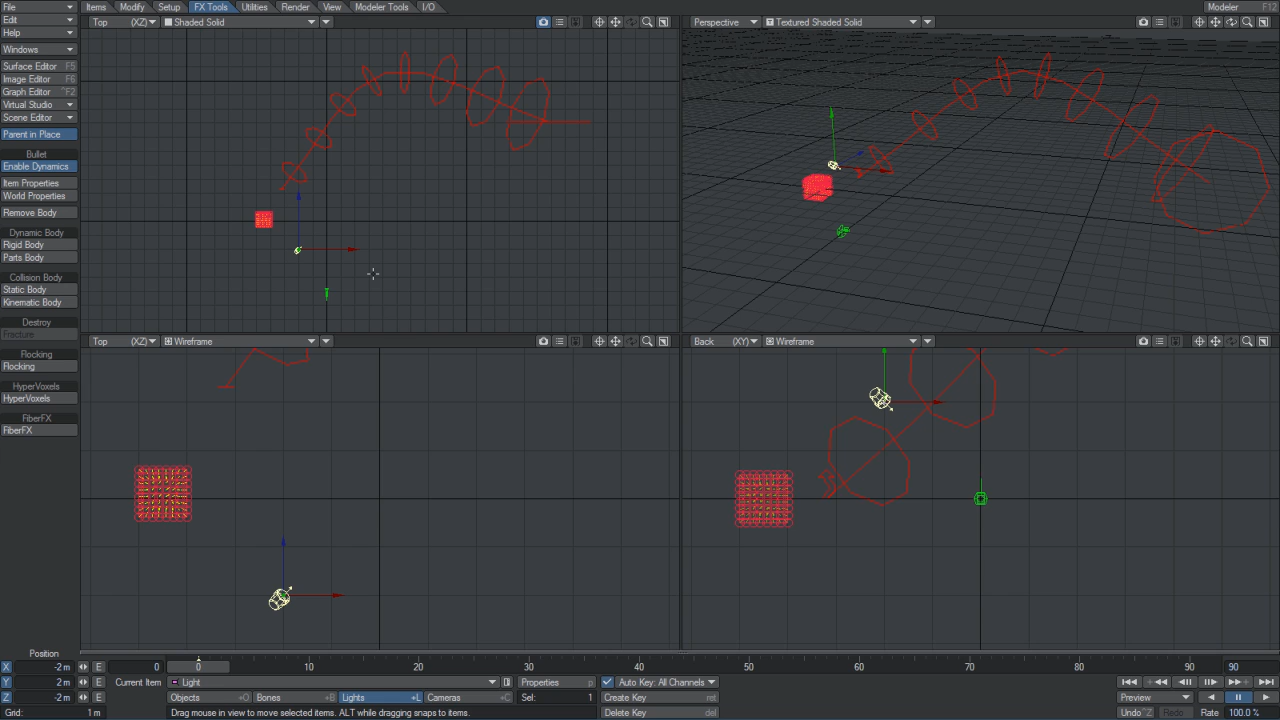 File Items Modify Setup FX Tools Utilities Render View Modeler Tools I/O Modeler F12
Edit Top (XZ) Shaded Solid Perspective Textured Shaded Solid
Help
Windows
Surface Editor F5
Image Editor F6
Graph Editor ^F2
Virtual Studio
Scene Editor
Parent in Place
Bullet
Enable Dynamics
Item Properties
World Properties
Remove Body
Dynamic Body
Rigid Body
Parts Body
Collision Body
Static Body
Kinematic Body
Destroy
Fracture
Top (XZ) Wireframe Back (XY) Wireframe
Flocking
Flocking
HyperVoxels
HyperVoxels
FiberFX
FiberFX
Position
X -2 m E 0 0 10 20 30 40 50 60 70 80 90 90
Y 2 m E Current Item Light Properties p Auto Key: All Channels
Z -2 m E Objects +O Bones +B Lights +L Cameras +C Sel: 1 Create Key ret Preview
Grid: 1 m Drag mouse in view to move selected items. ALT while dragging snaps to items. Delete Key del Undo ^Z Redo Rate 100.0 %